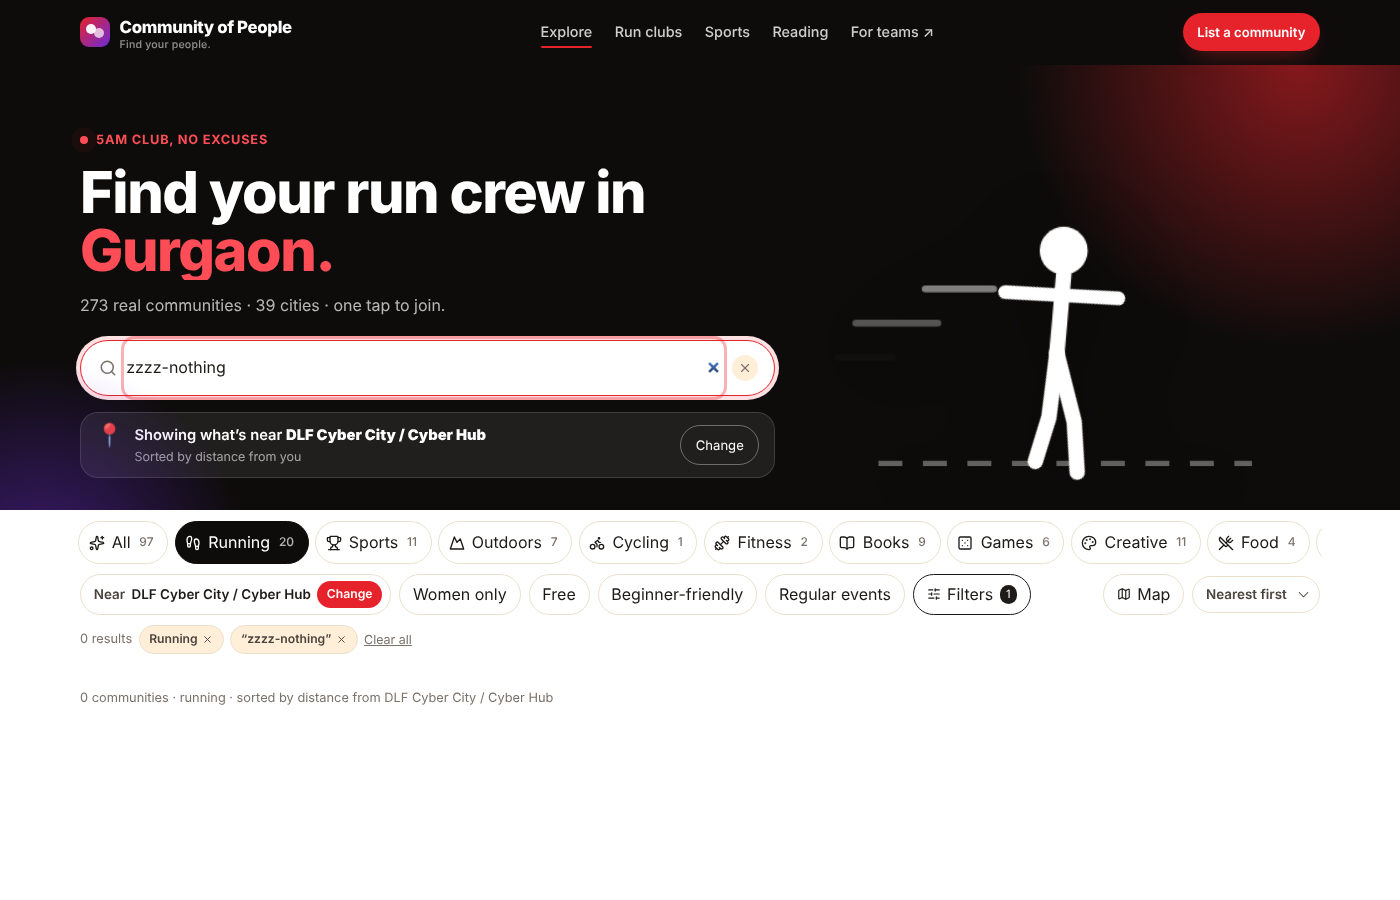 Community of People
Find your people.
Explore
Run clubs
Sports
Reading
For teams ↗
List a community
5AM CLUB, NO EXCUSES
Find your run crew in
Gurgaon.
273 real communities · 39 cities · one tap to join.
zzzz-nothing
Showing what’s near DLF Cyber City / Cyber Hub
Sorted by distance from you
Change
All 97
Running 20
Sports 11
Outdoors 7
Cycling 1
Fitness 2
Books 9
Games 6
Creative 11
Food 4
Near DLF Cyber City / Cyber Hub Change
Women only
Free
Beginner-friendly
Regular events
Filters 1
Map
Nearest first
0 results
Running ×
“zzzz-nothing” ×
Clear all
0 communities · running · sorted by distance from DLF Cyber City / Cyber Hub